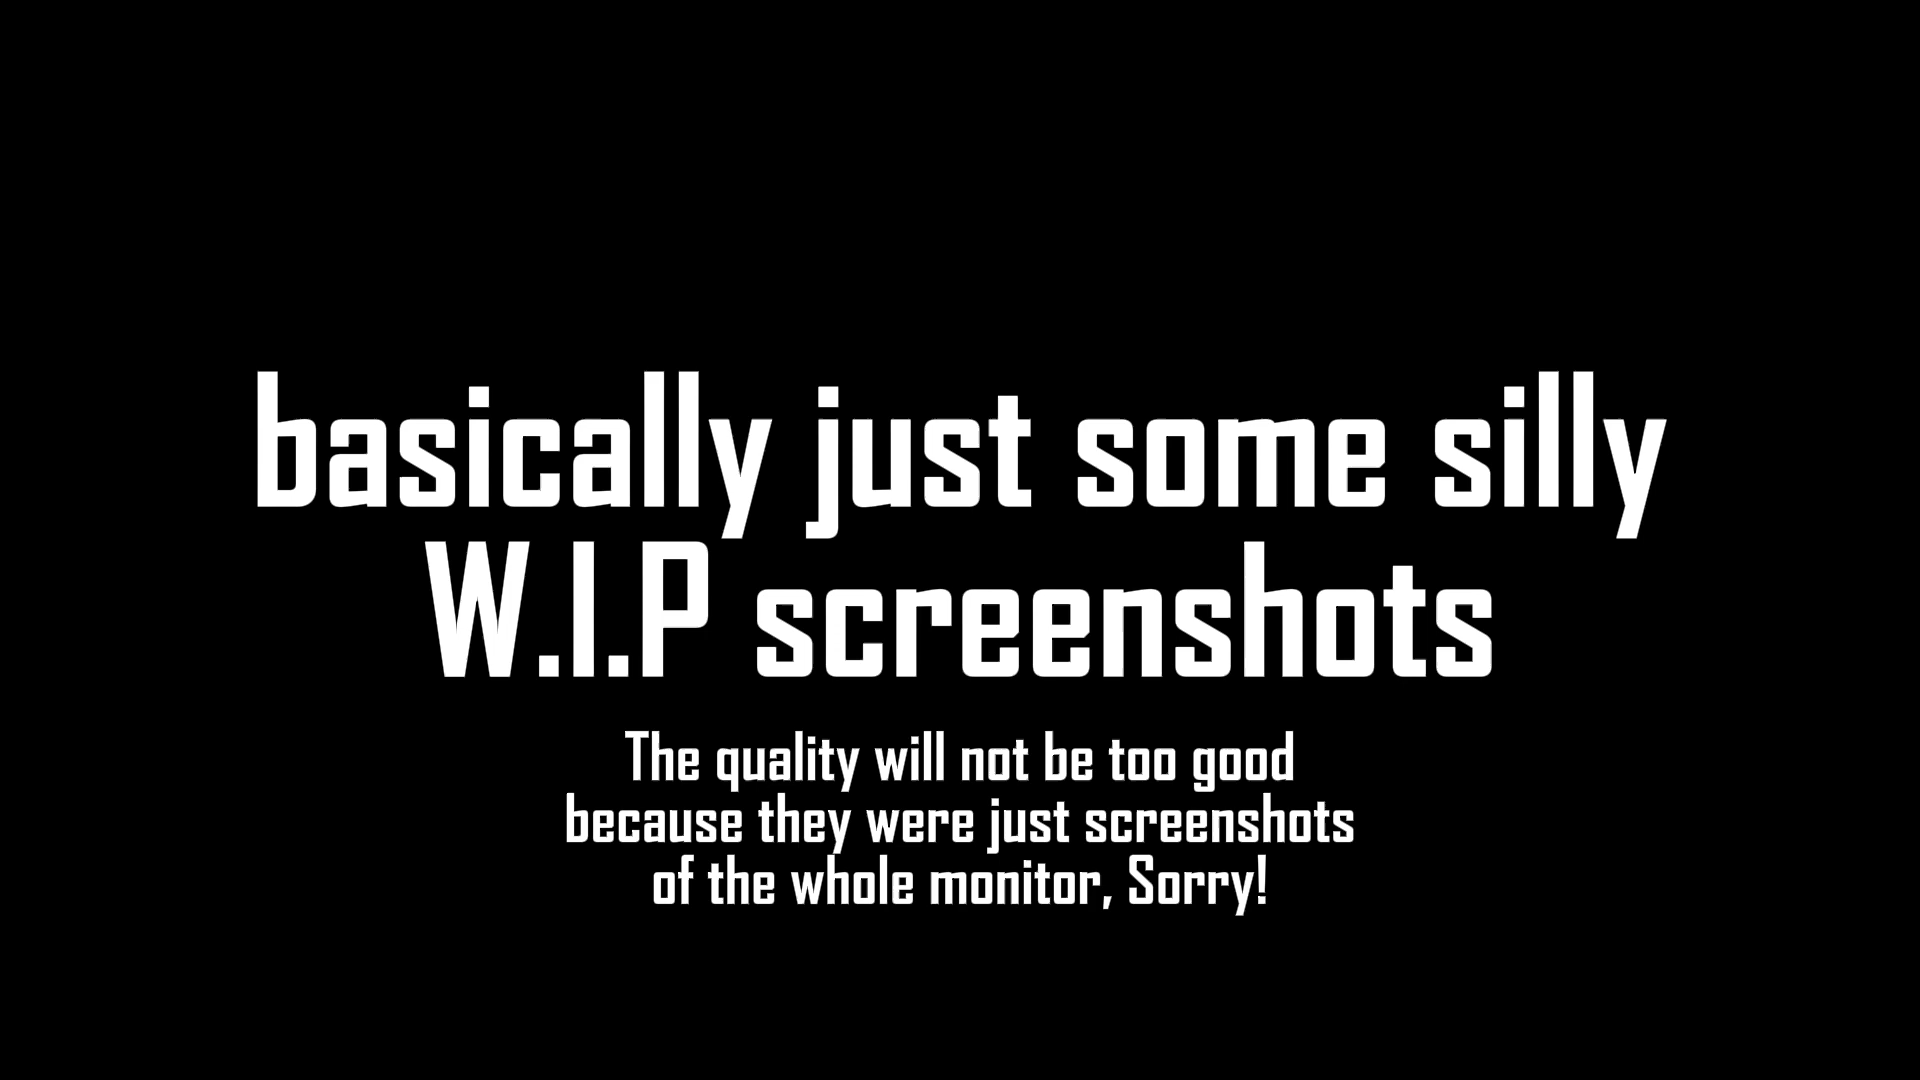 basically just some silly
W.I.P screenshots
The quality will not be too good
because they were just screenshots
of the whole monitor, Sorry!